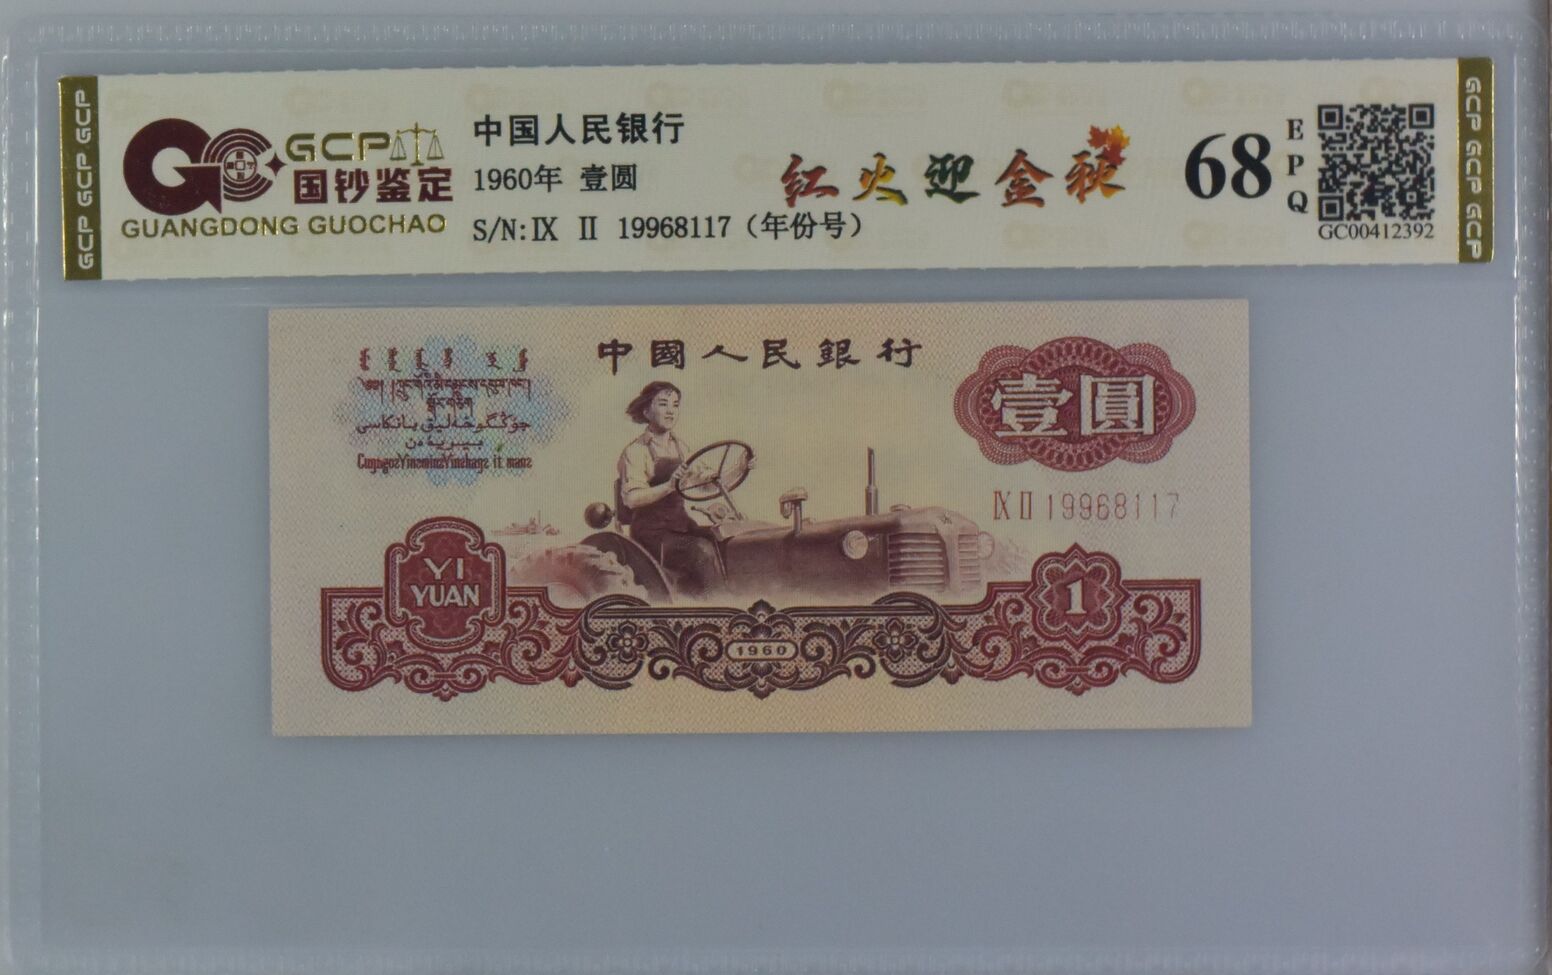 GCP GCP GCP
GCP
国钞鉴定
GUANGDONG GUOCHAO
中国人民银行
1960年 壹圆
S/N:Ⅸ Ⅱ 19968117（年份号）
红火迎金秋
68
EPQ
GC00412392
GCP GCP GCP
中國人民銀行
壹圓
ⅨⅡ19968117
YI
YUAN
1960
1